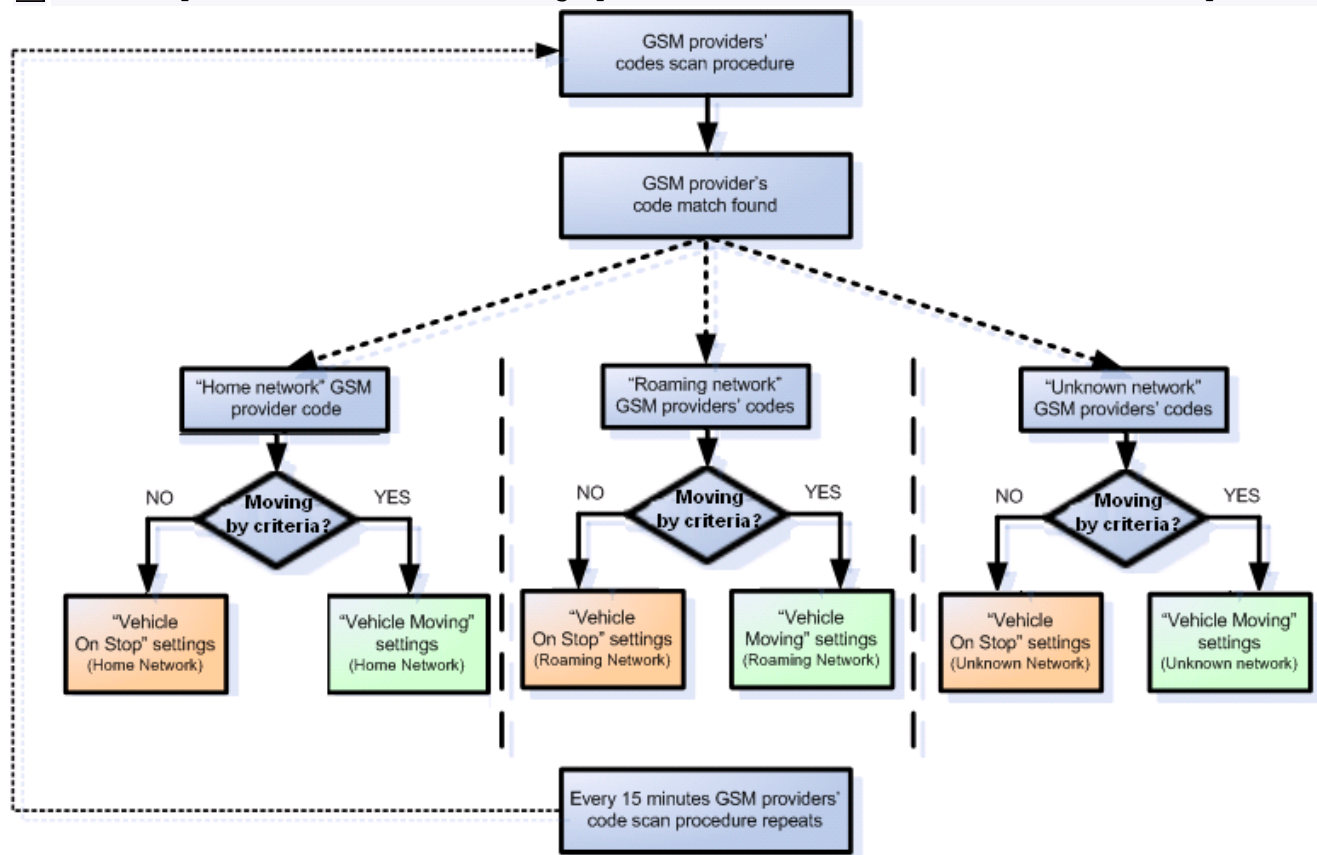 GSM providers'
codes scan procedure
GSM provider's
code match found
"Home network" GSM
provider code
"Roaming network"
GSM providers' codes
"Unknown network"
GSM providers' codes
NO
Moving
by criteria?
YES
NO
Moving
by criteria?
YES
NO
Moving
by criteria?
YES
"Vehicle
On Stop" settings
(Home Network)
"Vehicle Moving"
settings
(Home Network)
"Vehicle
On Stop" settings
(Roaming Network)
"Vehicle
Moving" settings
(Roaming Network)
"Vehicle
On Stop" settings
(Unknown Network)
"Vehicle Moving"
settings
(Unknown network)
Every 15 minutes GSM providers'
code scan procedure repeats